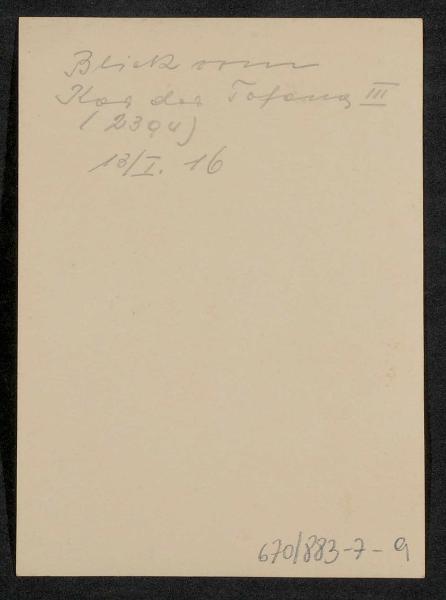 Blick vom
Kar der Tofana III
(2394)
13/I. 16
670/883-7-9